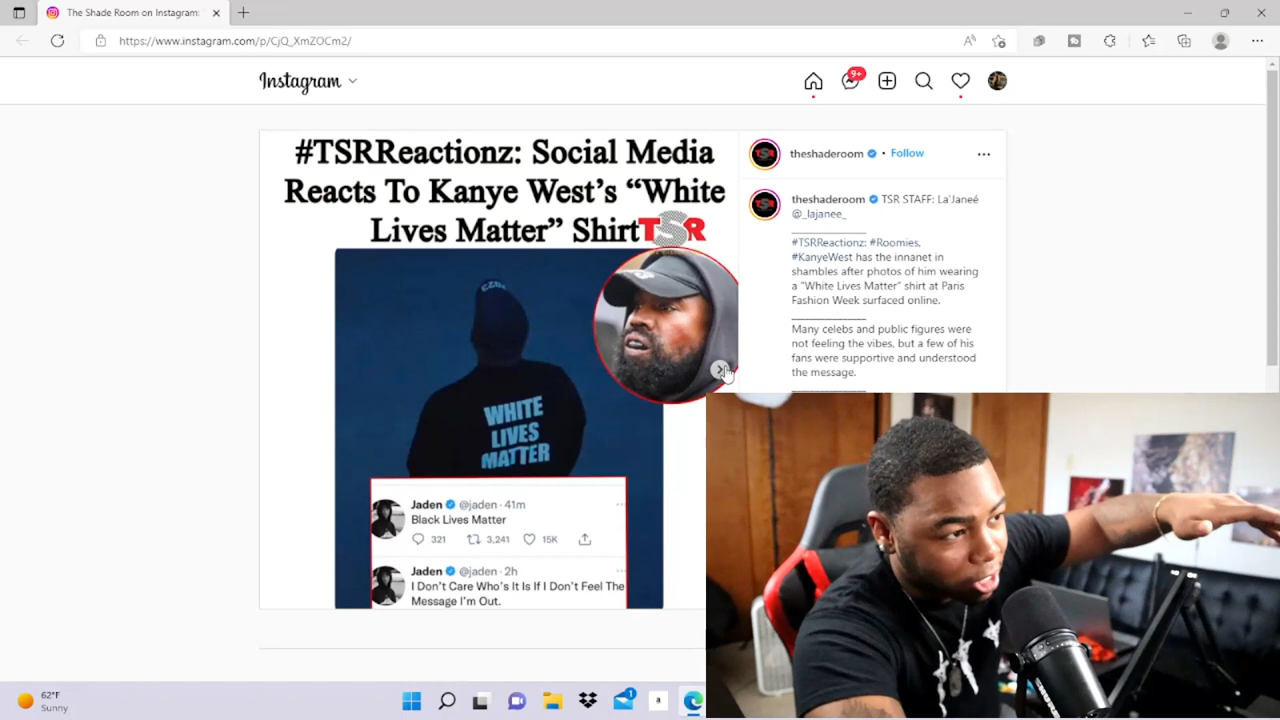 The Shade Room on Instagram:
https://www.instagram.com/p/CjQ_XmZOCm2/
Instagram
9+
#TSRReactionz: Social Media
Reacts To Kanye West's “White
Lives Matter” Shirt TSR
WHITE
LIVES
MATTER
Jaden @jaden · 41m
Black Lives Matter
321 3,241 15K
Jaden @jaden · 2h
I Don't Care Who's It Is If I Don't Feel The
Message I'm Out.
theshaderoom • Follow
theshaderoom TSR STAFF: La'Janeé
@_lajanee_
#TSRReactionz: #Roomies,
#KanyeWest has the innanet in
shambles after photos of him wearing
a “White Lives Matter” shirt at Paris
Fashion Week surfaced online.
Many celebs and public figures were
not feeling the vibes, but a few of his
fans were supportive and understood
the message.
62°F
Sunny
1
a